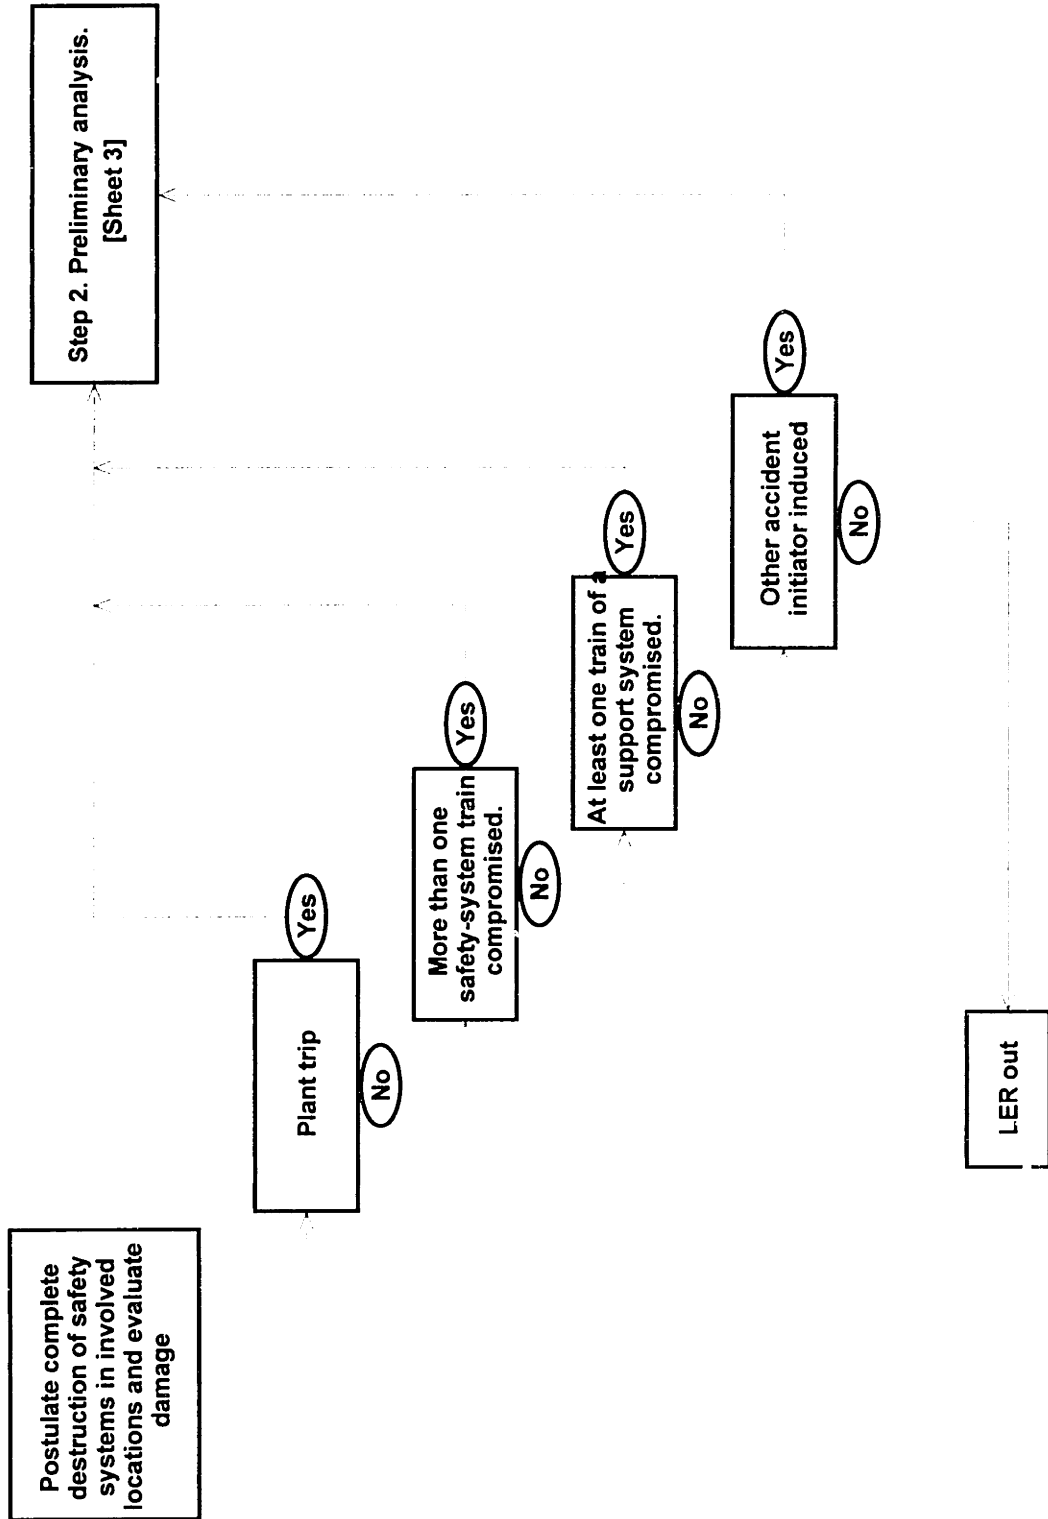 Postulate complete
destruction of safety
systems in involved
locations and evaluate
damage
Plant trip
Yes
No
More than one
safety-system train
compromised.
Yes
No
At least one train of a
support system
compromised.
Yes
No
Other accident
initiator induced
Yes
No
Step 2. Preliminary analysis.
[Sheet 3]
LER out